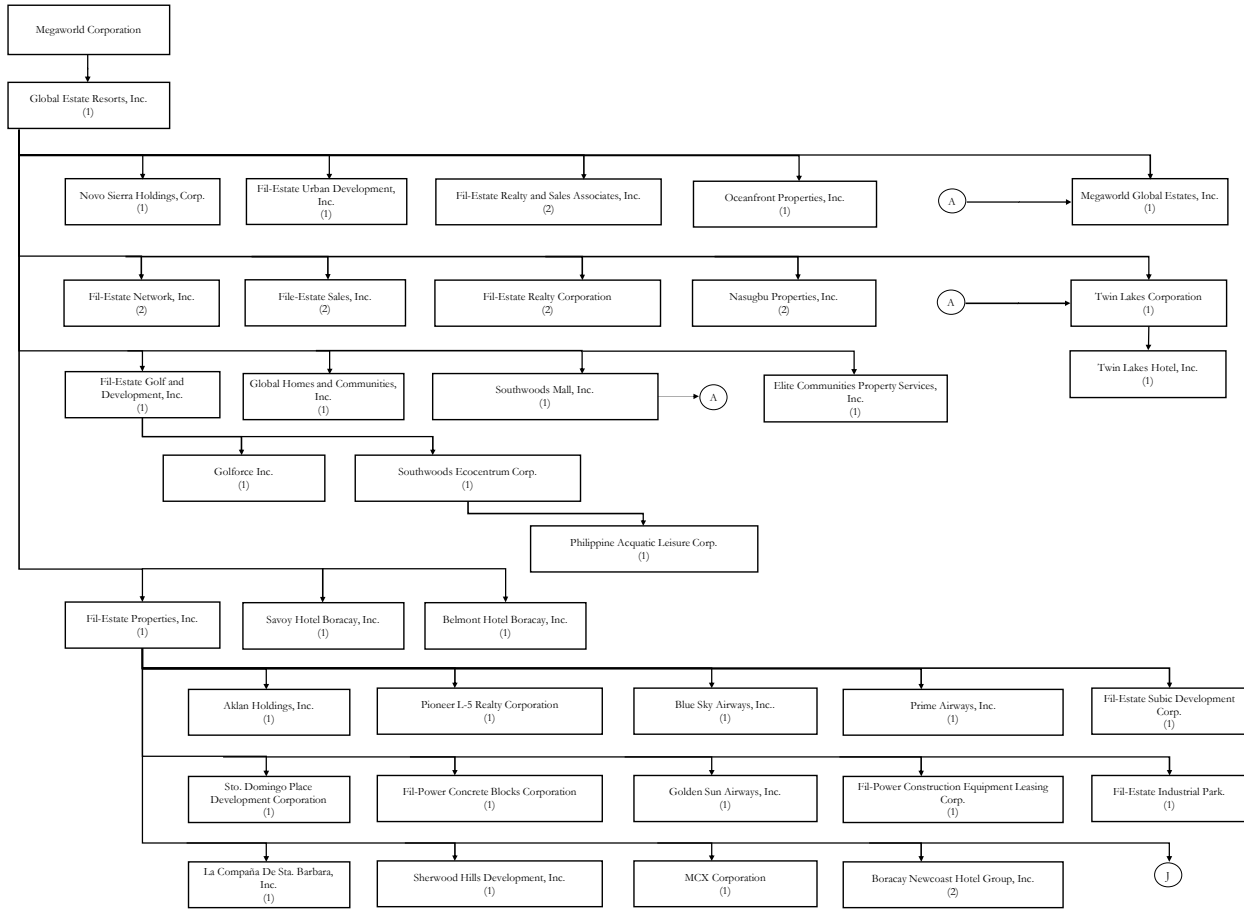 Megaworld Corporation
Global Estate Resorts, Inc.
(1)
Novo Sierra Holdings, Corp.
(1)
Fil-Estate Urban Development,
Inc.
(1)
Fil-Estate Realty and Sales Associates, Inc.
(2)
Oceanfront Properties, Inc.
(1)
A
Megaworld Global Estates, Inc.
(1)
Fil-Estate Network, Inc.
(2)
File-Estate Sales, Inc.
(2)
Fil-Estate Realty Corporation
(2)
Nasugbu Properties, Inc.
(2)
A
Twin Lakes Corporation
(1)
Twin Lakes Hotel, Inc.
(1)
Fil-Estate Golf and
Development, Inc.
(1)
Global Homes and Communities,
Inc.
(1)
Southwoods Mall, Inc.
(1)
A
Elite Communities Property Services,
Inc.
(1)
Golforce Inc.
(1)
Southwoods Ecocentrum Corp.
(1)
Philippine Acquatic Leisure Corp.
(1)
Fil-Estate Properties, Inc.
(1)
Savoy Hotel Boracay, Inc.
(1)
Belmont Hotel Boracay, Inc.
(1)
Aklan Holdings, Inc.
(1)
Pioneer L-5 Realty Corporation
(1)
Blue Sky Airways, Inc..
(1)
Prime Airways, Inc.
(1)
Fil-Estate Subic Development
Corp.
(1)
Sto. Domingo Place
Development Corporation
(1)
Fil-Power Concrete Blocks Corporation
(1)
Golden Sun Airways, Inc.
(1)
Fil-Power Construction Equipment Leasing
Corp.
(1)
Fil-Estate Industrial Park.
(1)
La Compaña De Sta. Barbara,
Inc.
(1)
Sherwood Hills Development, Inc.
(1)
MCX Corporation
(1)
Boracay Newcoast Hotel Group, Inc.
(2)
J